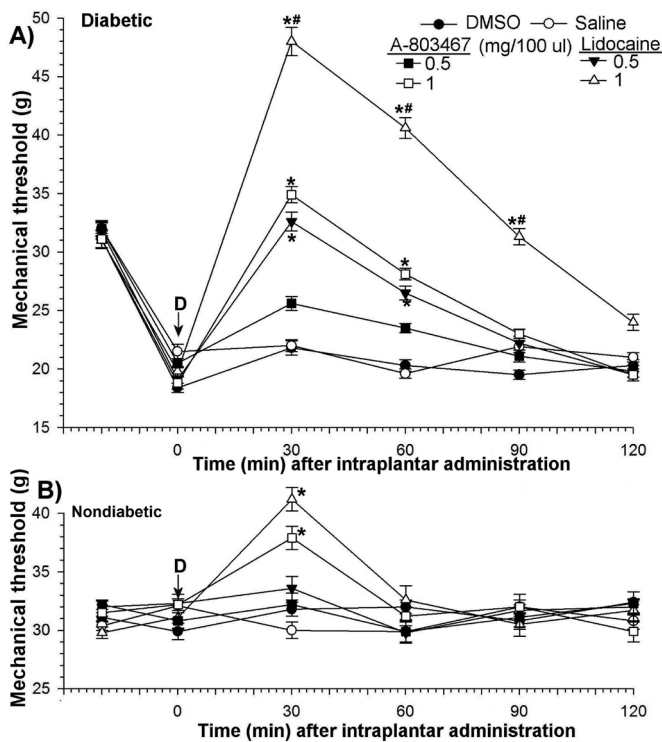 A)
Diabetic
DMSO Saline
A-803467 (mg/100 ul) Lidocaine
0.5 0.5
1 1
50
45
40
35
30
25
20
15
Mechanical threshold (g)
*#
*#
*#
*
*
*
*
D
0 30 60 90 120
Time (min) after intraplantar administration
B)
Nondiabetic
40
35
30
25
Mechanical threshold (g)
*
*
D
0 30 60 90 120
Time (min) after intraplantar administration